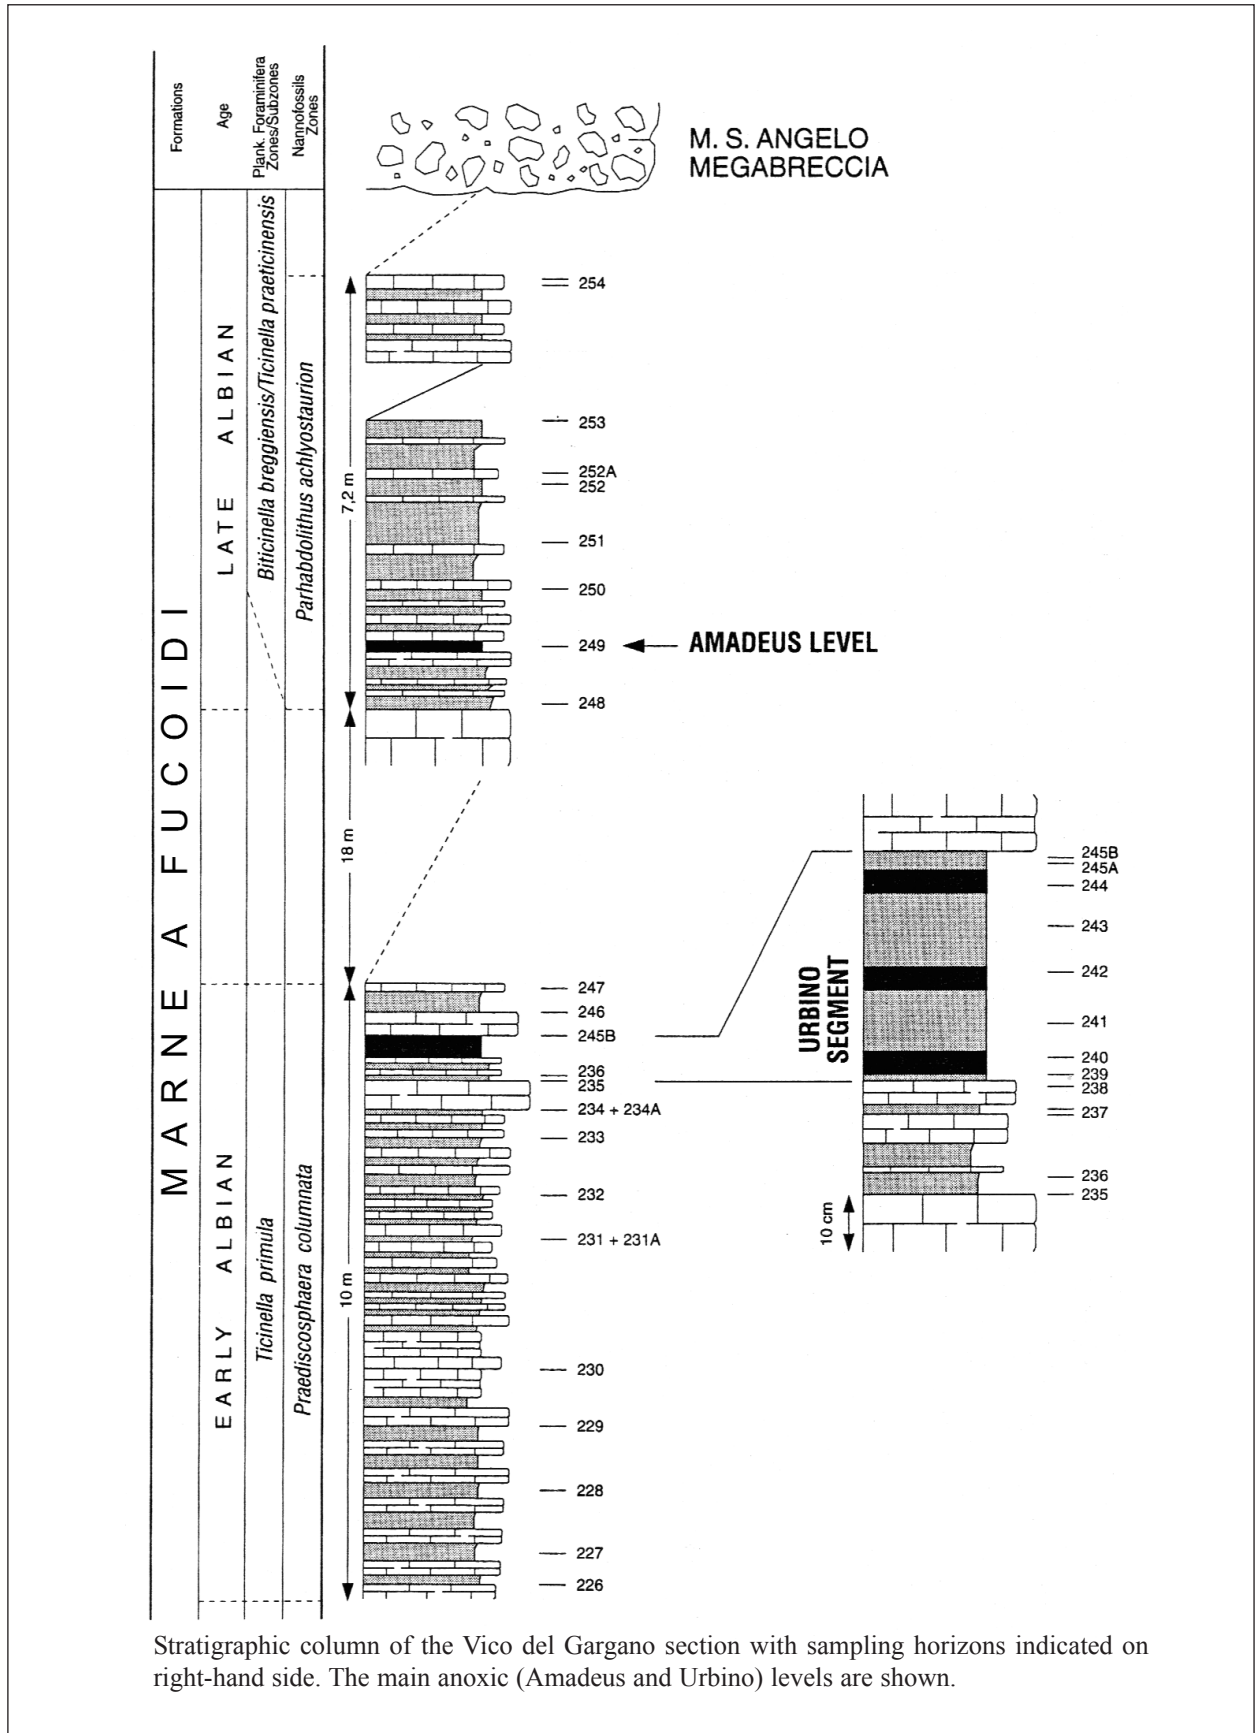 Formations
Age
Plank. Foraminifera
Zones/Subzones
Nannofossils
Zones
M. S. ANGELO
MEGABRECCIA
MARNE A FUCOIDI
LATE ALBIAN
EARLY ALBIAN
Biticinella breggiensis/Ticinella praeticinensis
Ticinella primula
Parhabdolithus achlyostaurion
Praediscosphaera columnata
7,2 m
18 m
10 m
254
253
252A
252
251
250
249
AMADEUS LEVEL
248
247
246
245B
236
235
234 + 234A
233
232
231 + 231A
230
229
228
227
226
URBINO
SEGMENT
10 cm
245B
245A
244
243
242
241
240
239
238
237
236
235
Stratigraphic column of the Vico del Gargano section with sampling horizons indicated on
right-hand side. The main anoxic (Amadeus and Urbino) levels are shown.